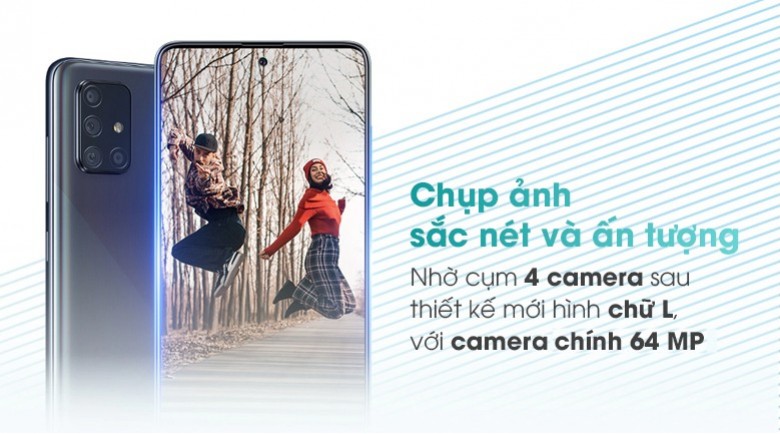 Chụp ảnh
sắc nét và ấn tượng
Nhờ cụm 4 camera sau
thiết kế mới hình chữ L,
với camera chính 64 MP